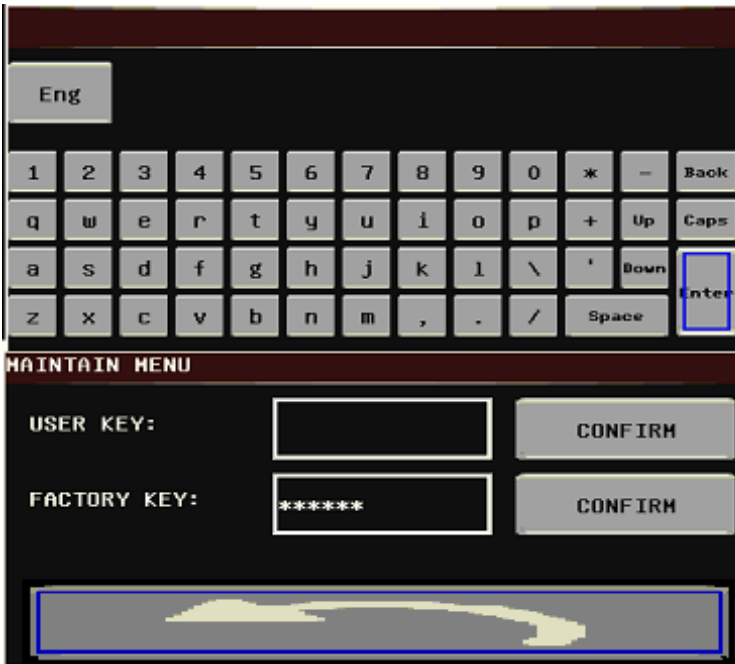 Eng
1 2 3 4 5 6 7 8 9 0 * - Back
q w e r t y u i o p + Up Caps
a s d f g h j k l \ ' Down Enter
z x c v b n m , . / Space
MAINTAIN MENU
USER KEY: CONFIRM
FACTORY KEY: ****** CONFIRM